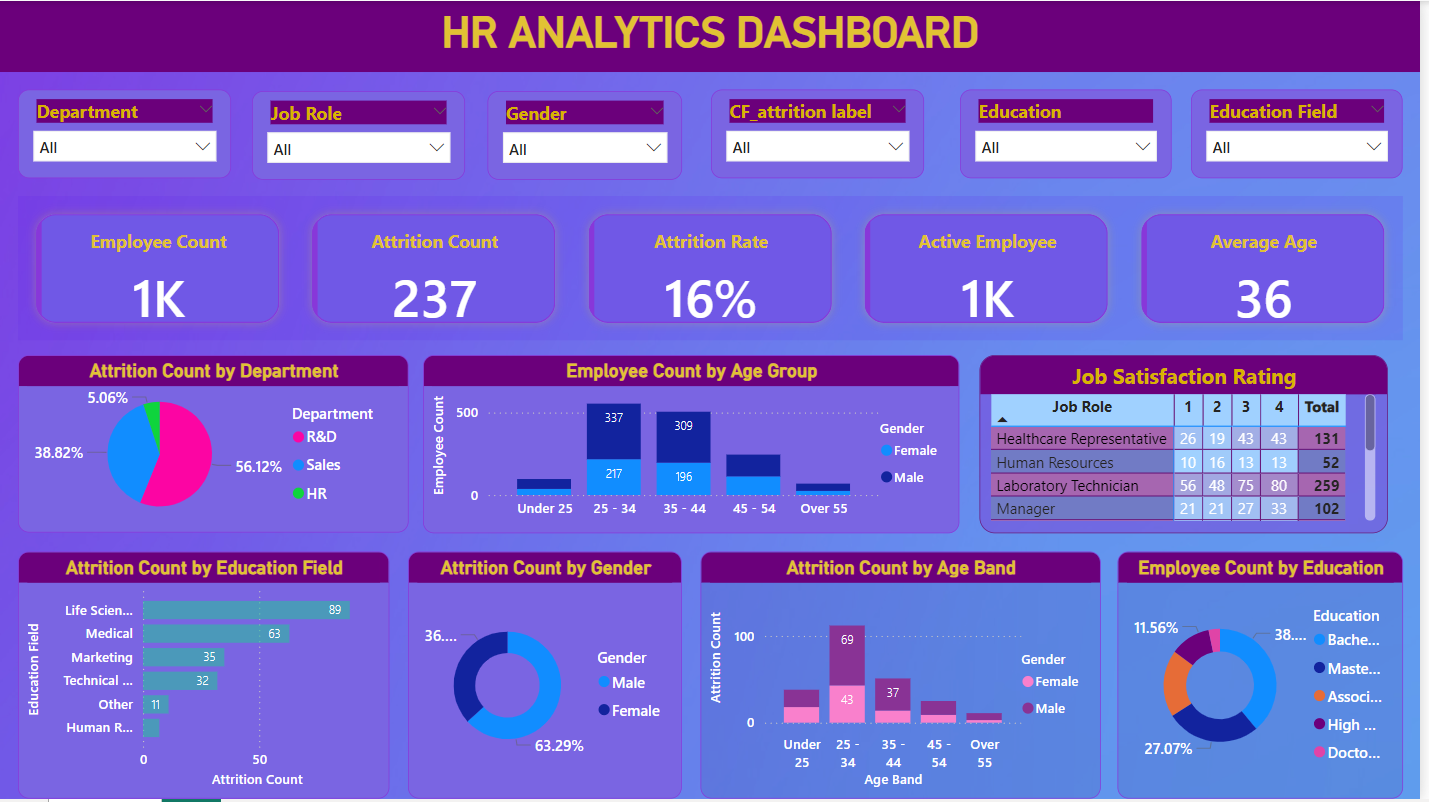 HR ANALYTICS DASHBOARD
Department
All
Job Role
All
Gender
All
CF_attrition label
All
Education
All
Education Field
All
Employee Count
1K
Attrition Count
237
Attrition Rate
16%
Active Employee
1K
Average Age
36
Attrition Count by Department
5.06%
38.82%
56.12%
Department
R&D
Sales
HR
Employee Count by Age Group
Employee Count
500
0
337
217
309
196
Under 25
25 - 34
35 - 44
45 - 54
Over 55
Gender
Female
Male
Job Satisfaction Rating
Job Role 1 2 3 4 Total
Healthcare Representative 26 19 43 43 131
Human Resources 10 16 13 13 52
Laboratory Technician 56 48 75 80 259
Manager 21 21 27 33 102
Attrition Count by Education Field
Education Field
Life Scien... 89
Medical 63
Marketing 35
Technical ... 32
Other 11
Human R...
0 50
Attrition Count
Attrition Count by Gender
36....
63.29%
Gender
Male
Female
Attrition Count by Age Band
Attrition Count
100
0
69
43
37
Under 25
25 - 34
35 - 44
45 - 54
Over 55
Age Band
Gender
Female
Male
Employee Count by Education
11.56%
38....
27.07%
Education
Bache...
Maste...
Associ...
High ...
Docto...